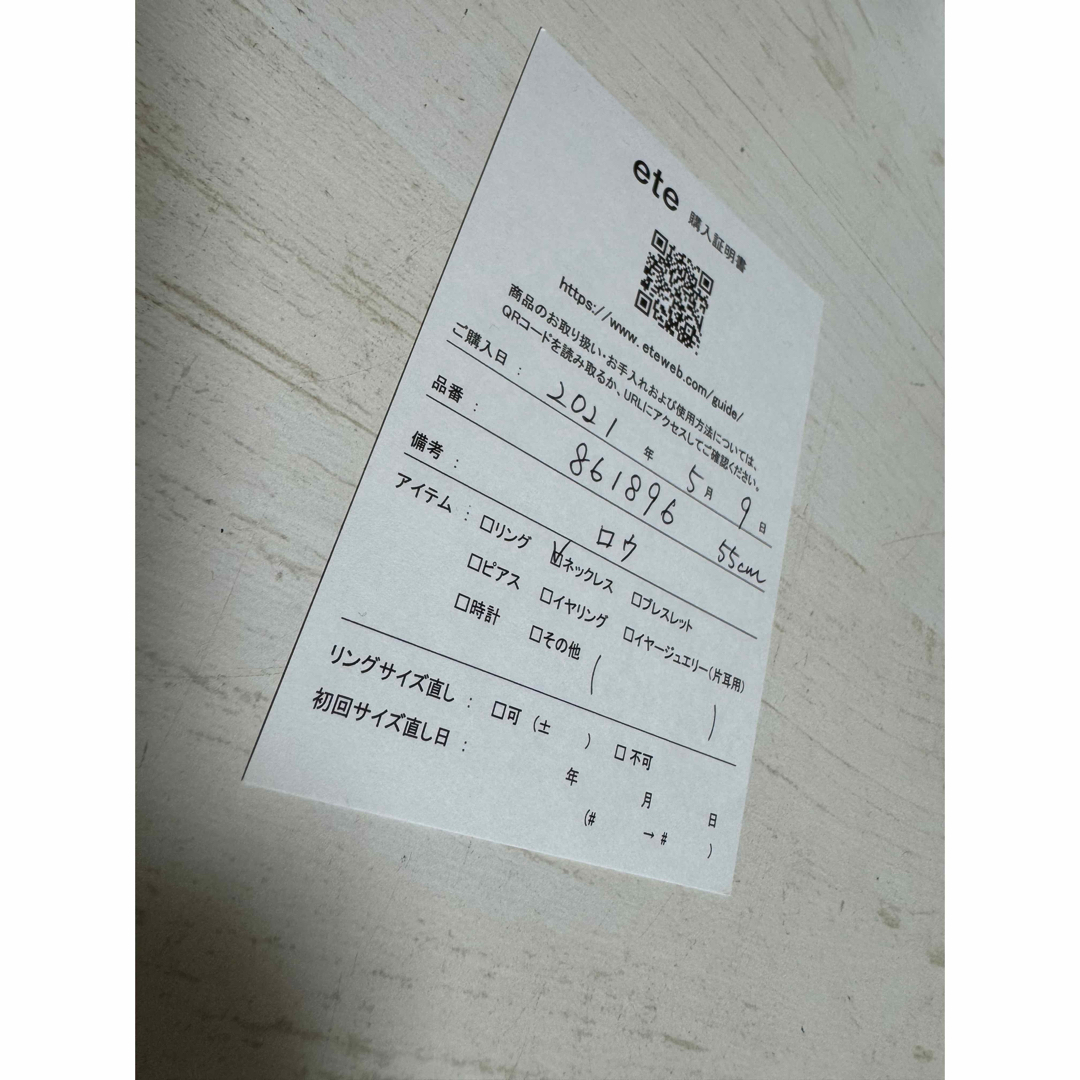 ete 購入証明書
https://www.eteweb.com/guide/
商品のお取り扱い・お手入れおよび使用方法については、
QRコードを読み取るか、URLにアクセスしてご確認ください。
ご購入日 : 2021 年 5 月 9 日
品番 : 861896 55cm
備考 : ロウ
アイテム : □リング ☑ネックレス □ブレスレット
□ピアス □イヤリング □イヤージュエリー(片耳用)
□時計 □その他 ( )
リングサイズ直し : □可 (± ) □不可
初回サイズ直し日 : 年 月 日
(# → # )